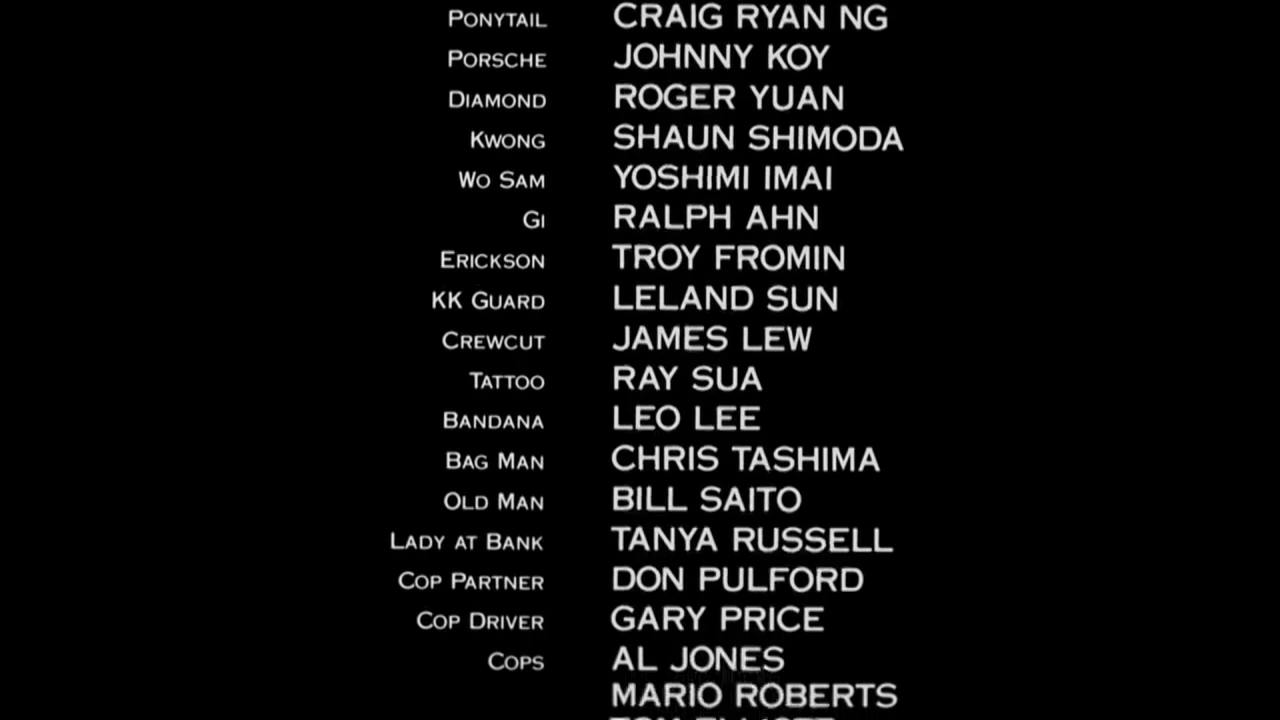 PONYTAIL CRAIG RYAN NG
PORSCHE JOHNNY KOY
DIAMOND ROGER YUAN
KWONG SHAUN SHIMODA
WO SAM YOSHIMI IMAI
GI RALPH AHN
ERICKSON TROY FROMIN
KK GUARD LELAND SUN
CREWCUT JAMES LEW
TATTOO RAY SUA
BANDANA LEO LEE
BAG MAN CHRIS TASHIMA
OLD MAN BILL SAITO
LADY AT BANK TANYA RUSSELL
COP PARTNER DON PULFORD
COP DRIVER GARY PRICE
COPS AL JONES
MARIO ROBERTS